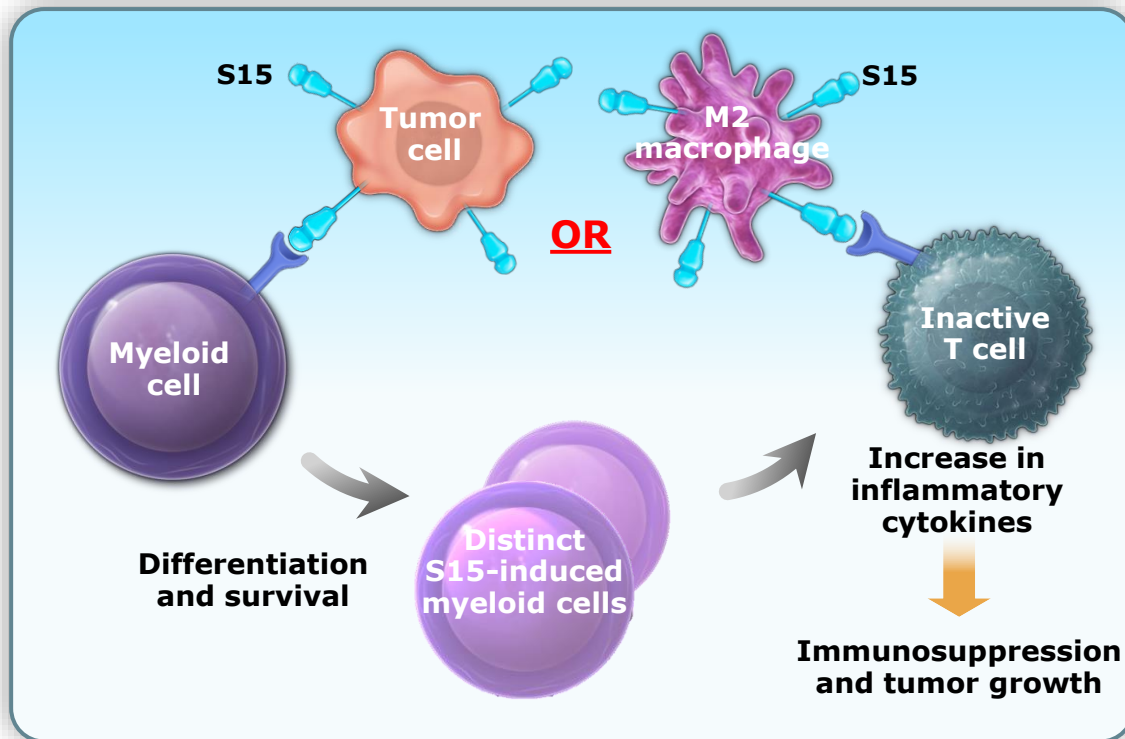 S15
Tumor
cell
M2
macrophage
S15
OR
Myeloid
cell
Inactive
T cell
Increase in
inflammatory
cytokines
Distinct
S15-induced
myeloid cells
Differentiation
and survival
Immunosuppression
and tumor growth